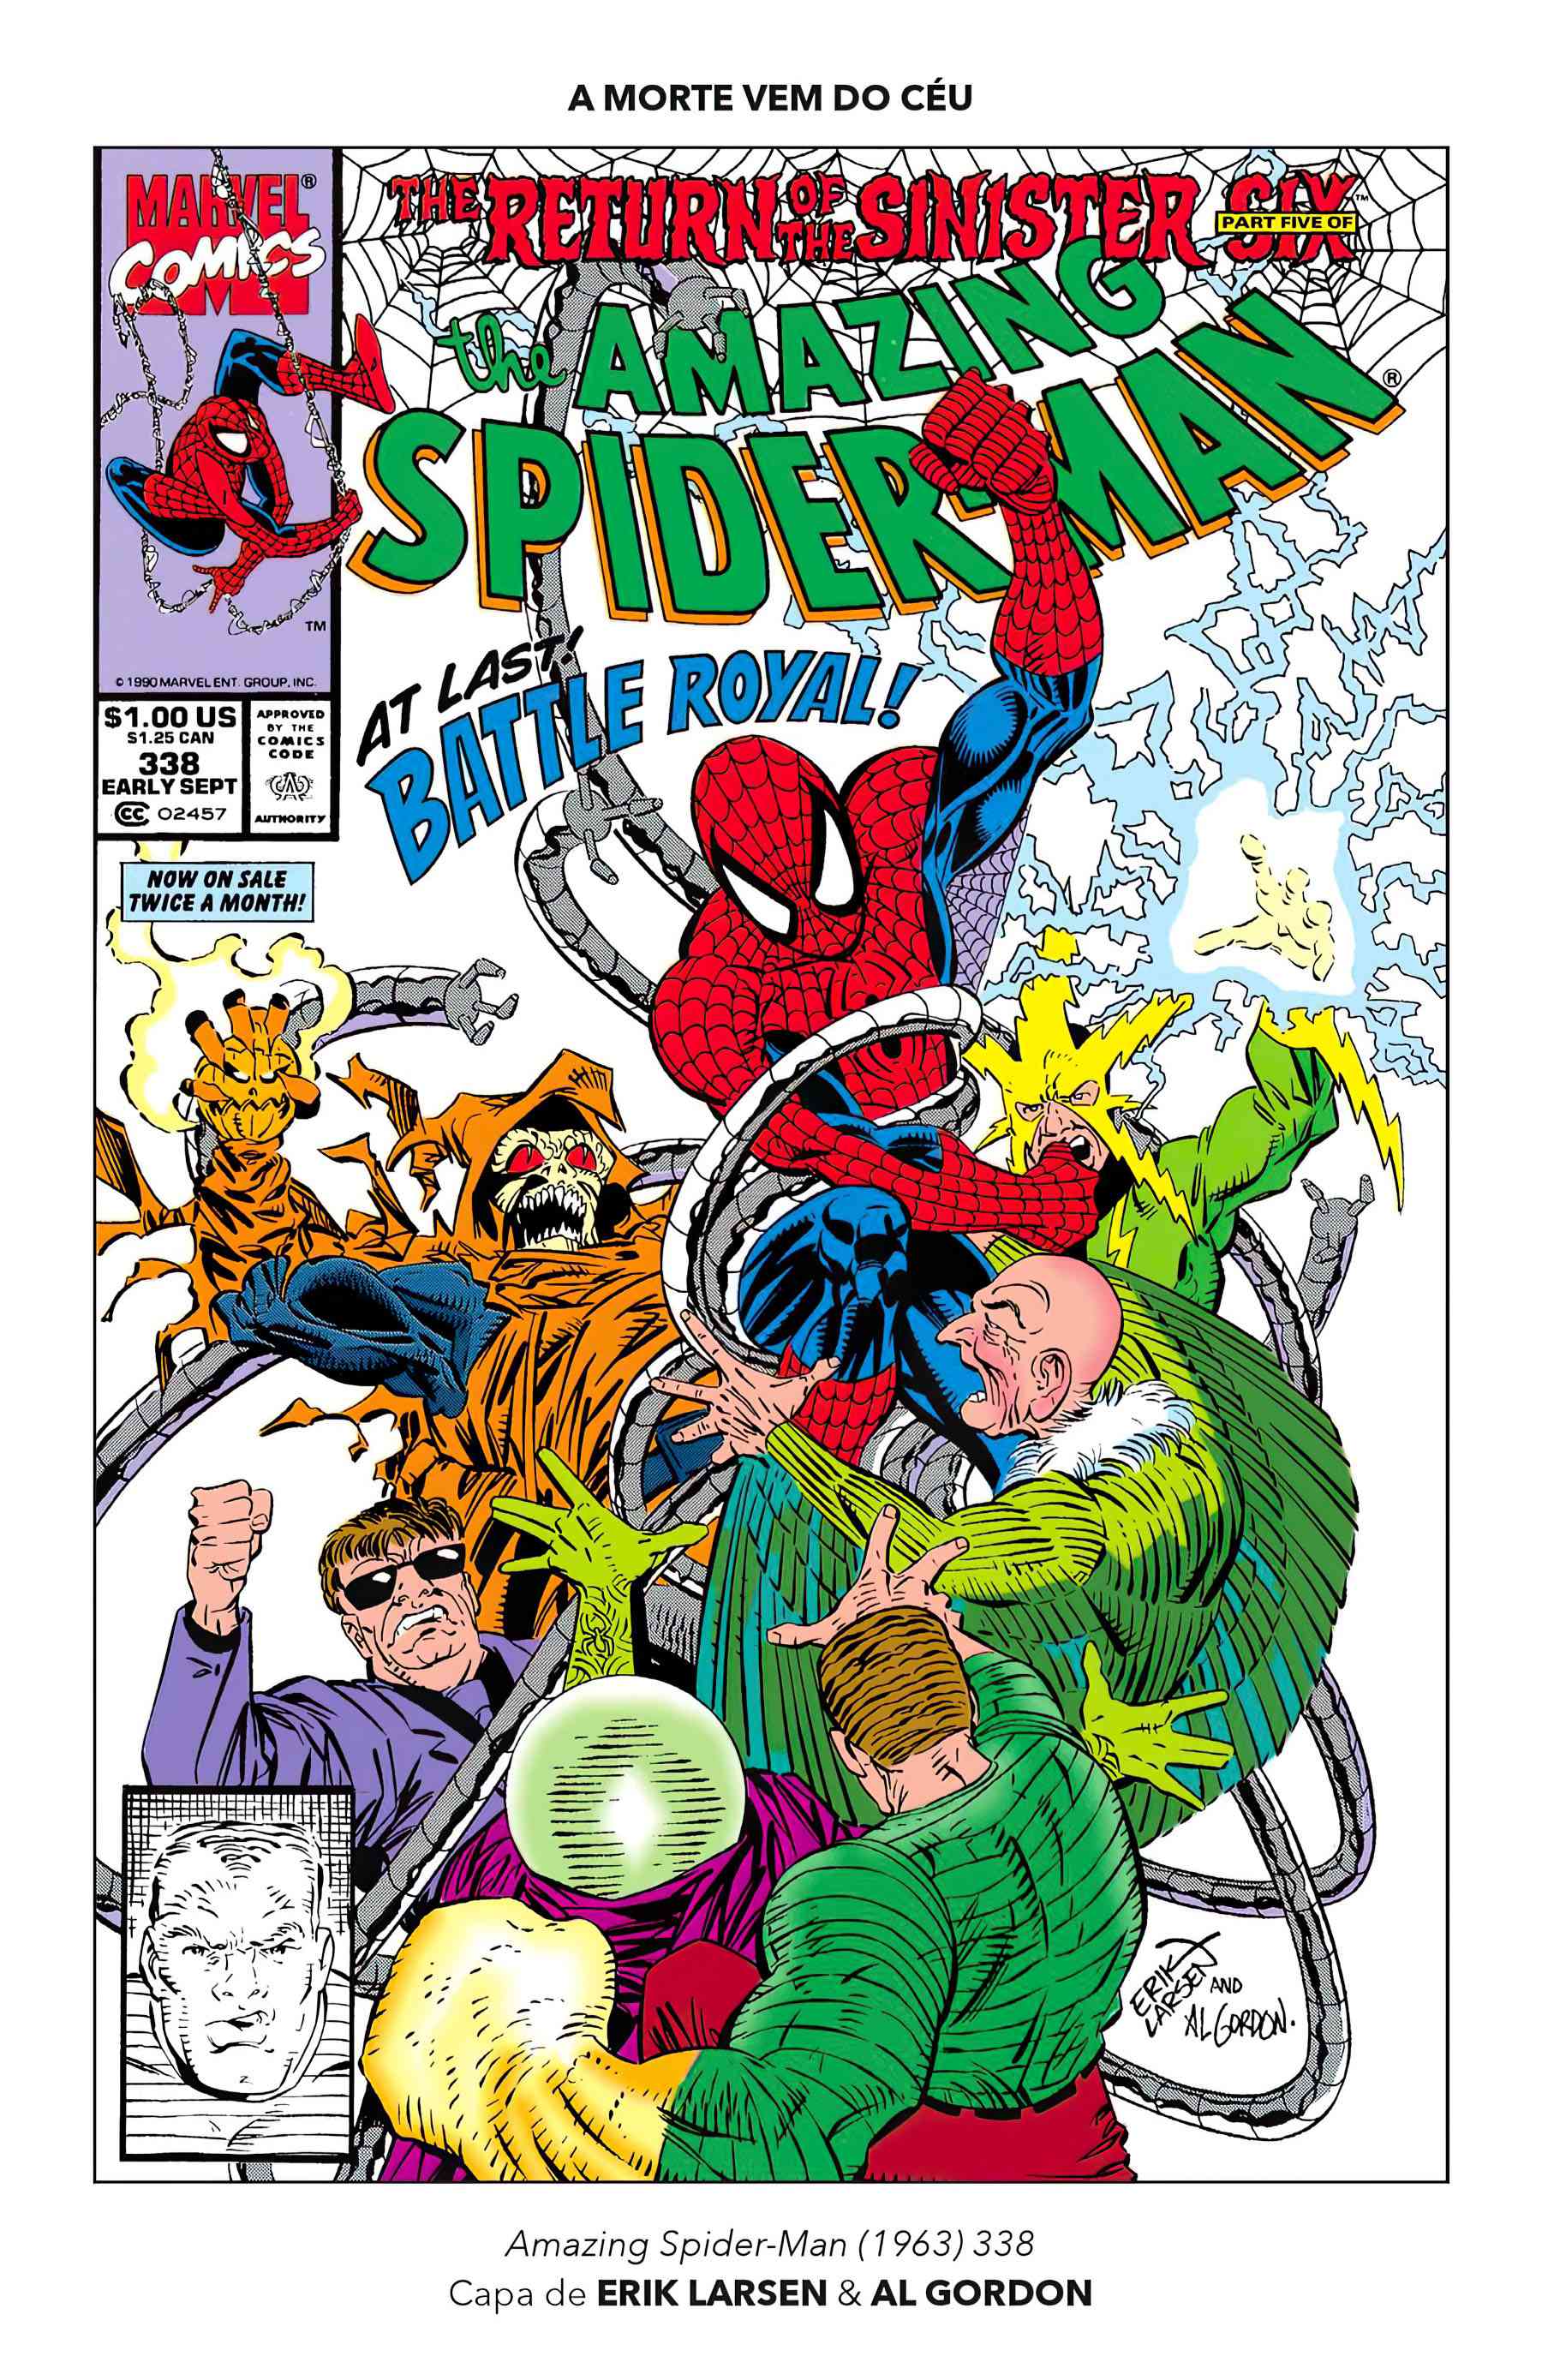 A MORTE VEM DO CÉU
MARVEL®
COMICS
TM
© 1990 MARVEL ENT. GROUP, INC.
$1.00 US
$1.25 CAN
338
EARLY SEPT
CC 02457
APPROVED
BY THE
COMICS
CODE
CA
AUTHORITY
THE RETURN OF THE SINISTER SIX™
PART FIVE OF
the AMAZING
SPIDER-MAN®
AT LAST!
BATTLE ROYAL!
NOW ON SALE
TWICE A MONTH!
ERIK
LARSEN AND
AL GORDON.
Amazing Spider-Man (1963) 338
Capa de ERIK LARSEN & AL GORDON